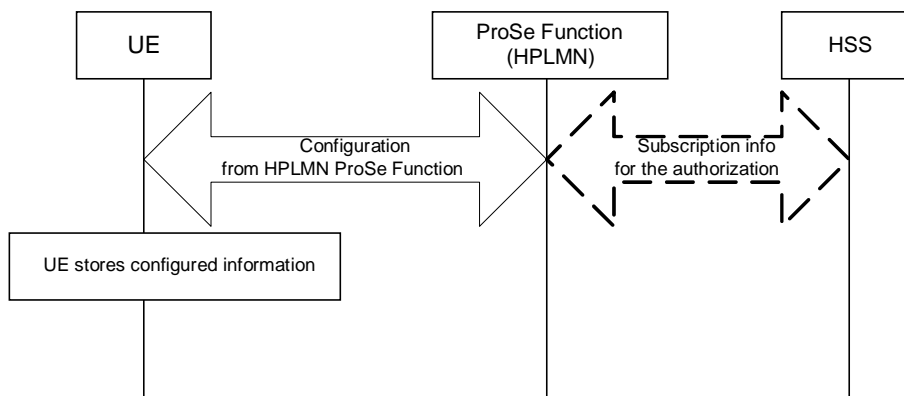 UE
ProSe Function
(HPLMN)
HSS
Configuration
from HPLMN ProSe Function
Subscription info
for the authorization
UE stores configured information